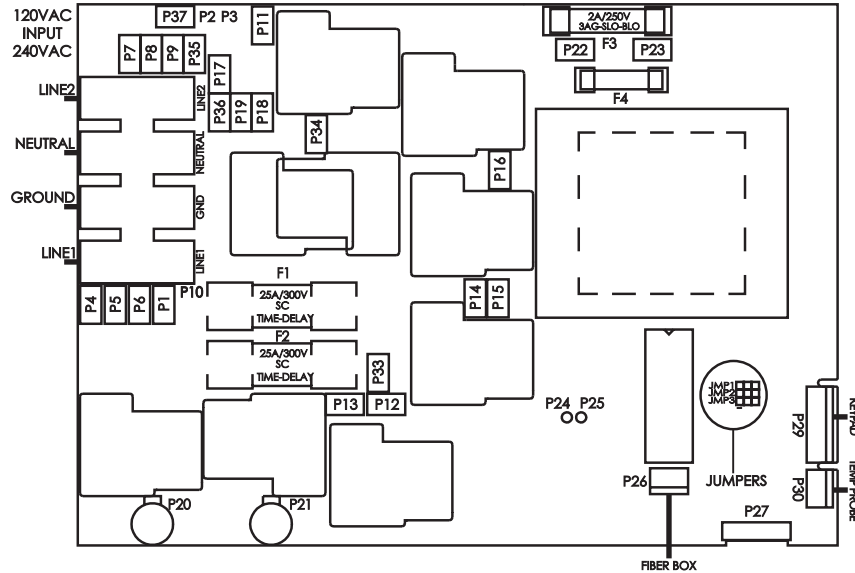 120VAC
INPUT
240VAC
P37
P2 P3
P11
2A/250V
3AG-SLO-BLO
F3
P22
P23
F4
P7
P8
P9
P35
P17
P36
P19
P18
P34
P16
LINE2
LINE2
NEUTRAL
NEUTRAL
GROUND
GND
LINE1
LINE1
P4
P5
P6
P1
P10
F1
25A/300V
SC
TIME-DELAY
F2
25A/300V
SC
TIME-DELAY
P14
P15
P33
P13
P12
P24
P25
JMP1
JMP2
JMP3
JUMPERS
P29
KEYPAD
P30
TEMP PROBE
P26
P27
P20
P21
FIBER BOX